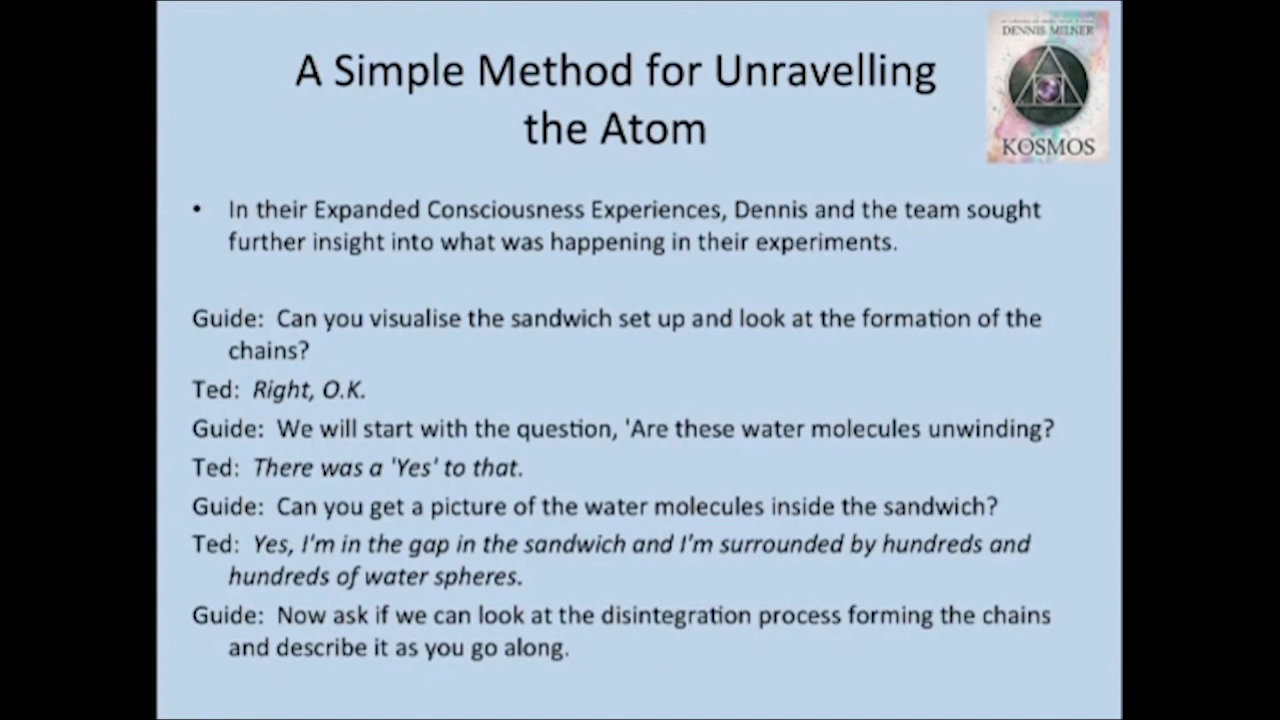 A Simple Method for Unravelling
the Atom
DENNIS MILNER
KOSMOS
• In their Expanded Consciousness Experiences, Dennis and the team sought
further insight into what was happening in their experiments.
Guide: Can you visualise the sandwich set up and look at the formation of the
chains?
Ted: Right, O.K.
Guide: We will start with the question, 'Are these water molecules unwinding?
Ted: There was a 'Yes' to that.
Guide: Can you get a picture of the water molecules inside the sandwich?
Ted: Yes, I'm in the gap in the sandwich and I'm surrounded by hundreds and
hundreds of water spheres.
Guide: Now ask if we can look at the disintegration process forming the chains
and describe it as you go along.